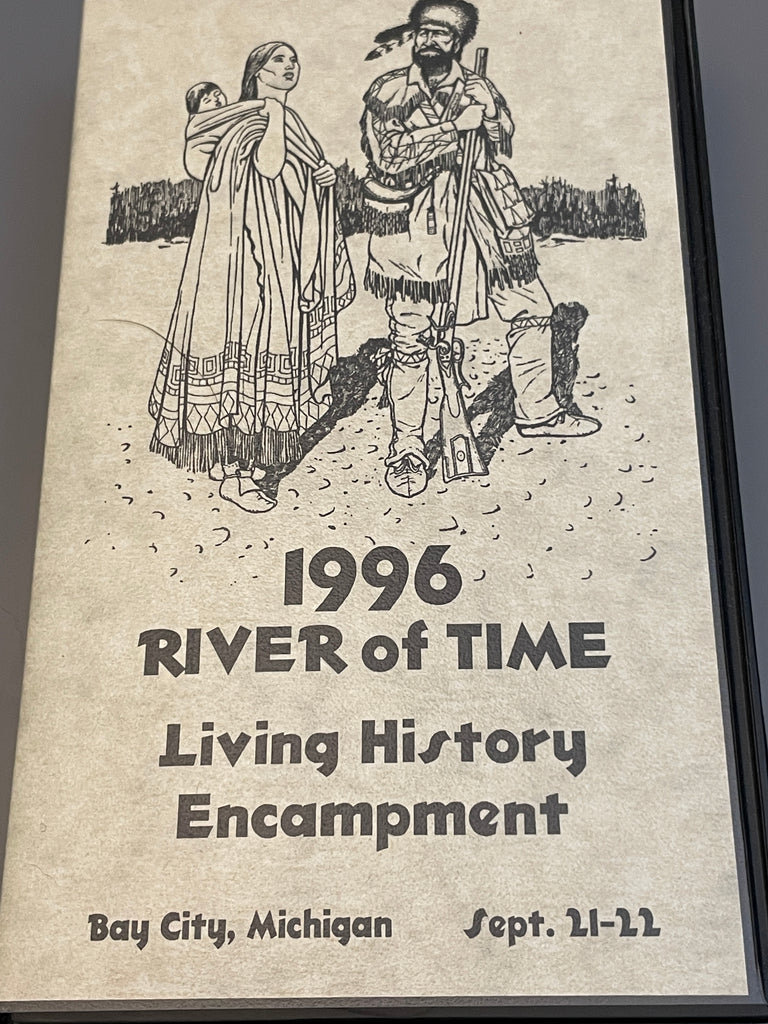 1996
RIVER of TIME
Living History
Encampment
Bay City, Michigan Sept. 21-22